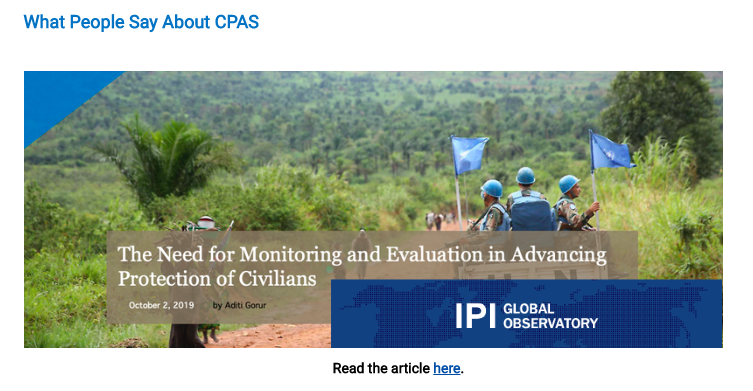 What People Say About CPAS
The Need for Monitoring and Evaluation in Advancing
Protection of Civilians
October 2, 2019 by Aditi Gorur
IPI GLOBAL
OBSERVATORY
Read the article here.